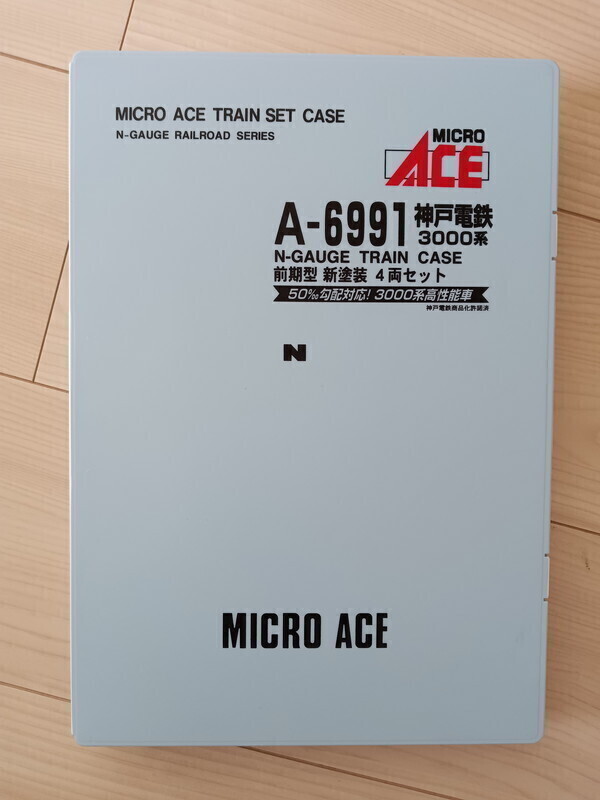 MICRO ACE TRAIN SET CASE
N-GAUGE RAILROAD SERIES
MICRO
ACE
A-6991 神戸電鉄
3000系
N-GAUGE TRAIN CASE
前期型 新塗装 4両セット
50‰勾配対応! 3000系高性能車
神戸電鉄商品化許諾済
N
MICRO ACE